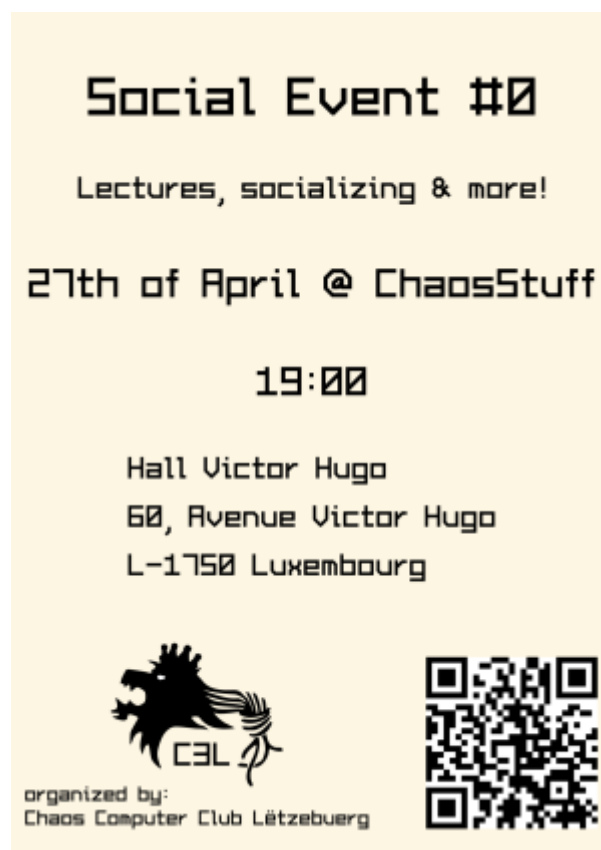 Social Event #0
Lectures, socializing & more!
27th of April @ ChaosStuff
19:00
Hall Victor Hugo
60, Avenue Victor Hugo
L-1750 Luxembourg
C3L
organized by:
Chaos Computer Club Lëtzebuerg